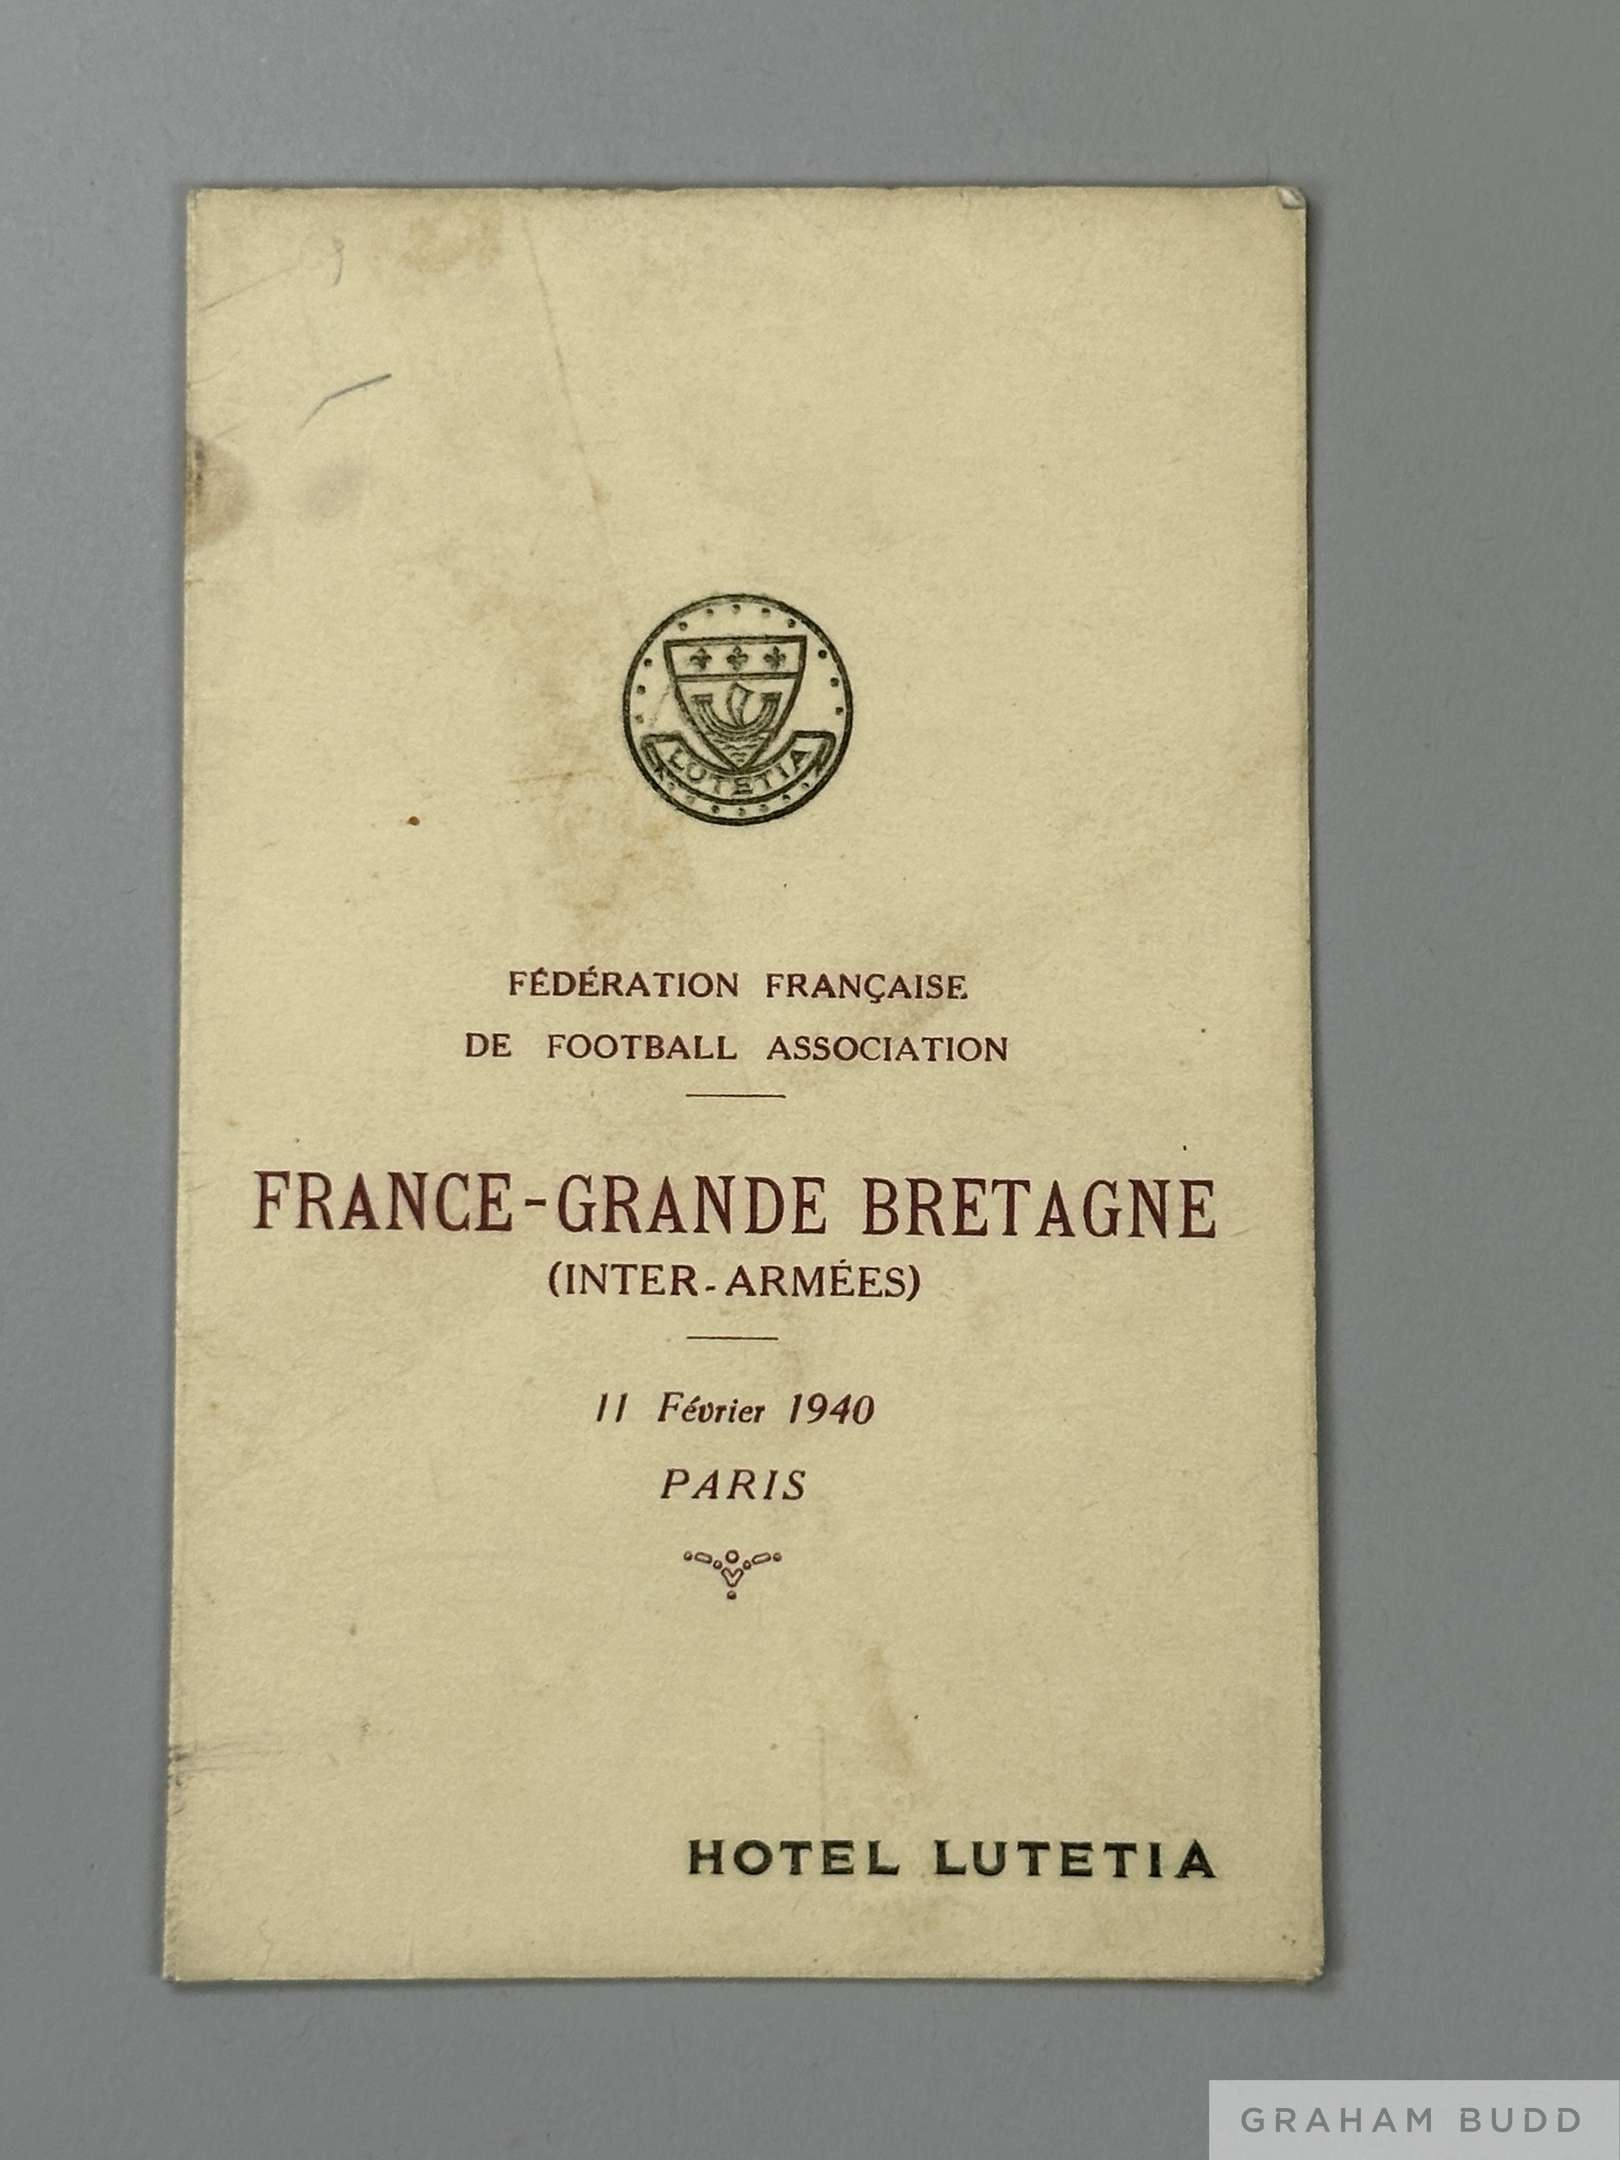 LUTETIA
FÉDÉRATION FRANÇAISE
DE FOOTBALL ASSOCIATION
FRANCE-GRANDE BRETAGNE
(INTER-ARMÉES)
11 Février 1940
PARIS
HOTEL LUTETIA
GRAHAM BUDD